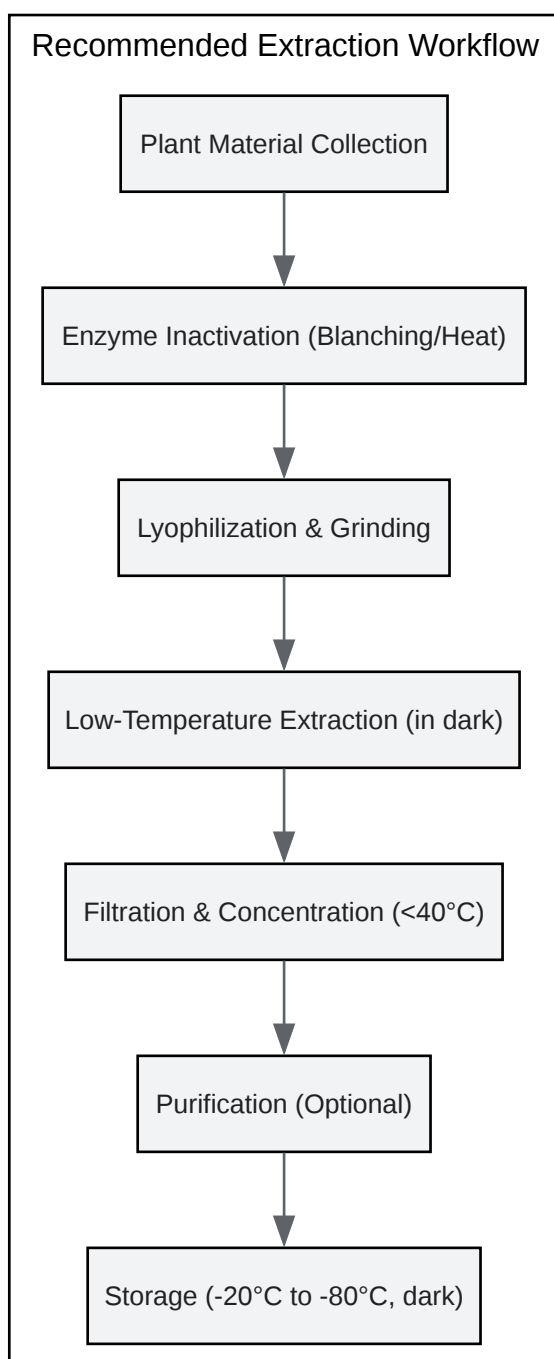 Recommended Extraction Workflow
Plant Material Collection
Enzyme Inactivation (Blanching/Heat)
Lyophilization & Grinding
Low-Temperature Extraction (in dark)
Filtration & Concentration (<40°C)
Purification (Optional)
Storage (-20°C to -80°C, dark)